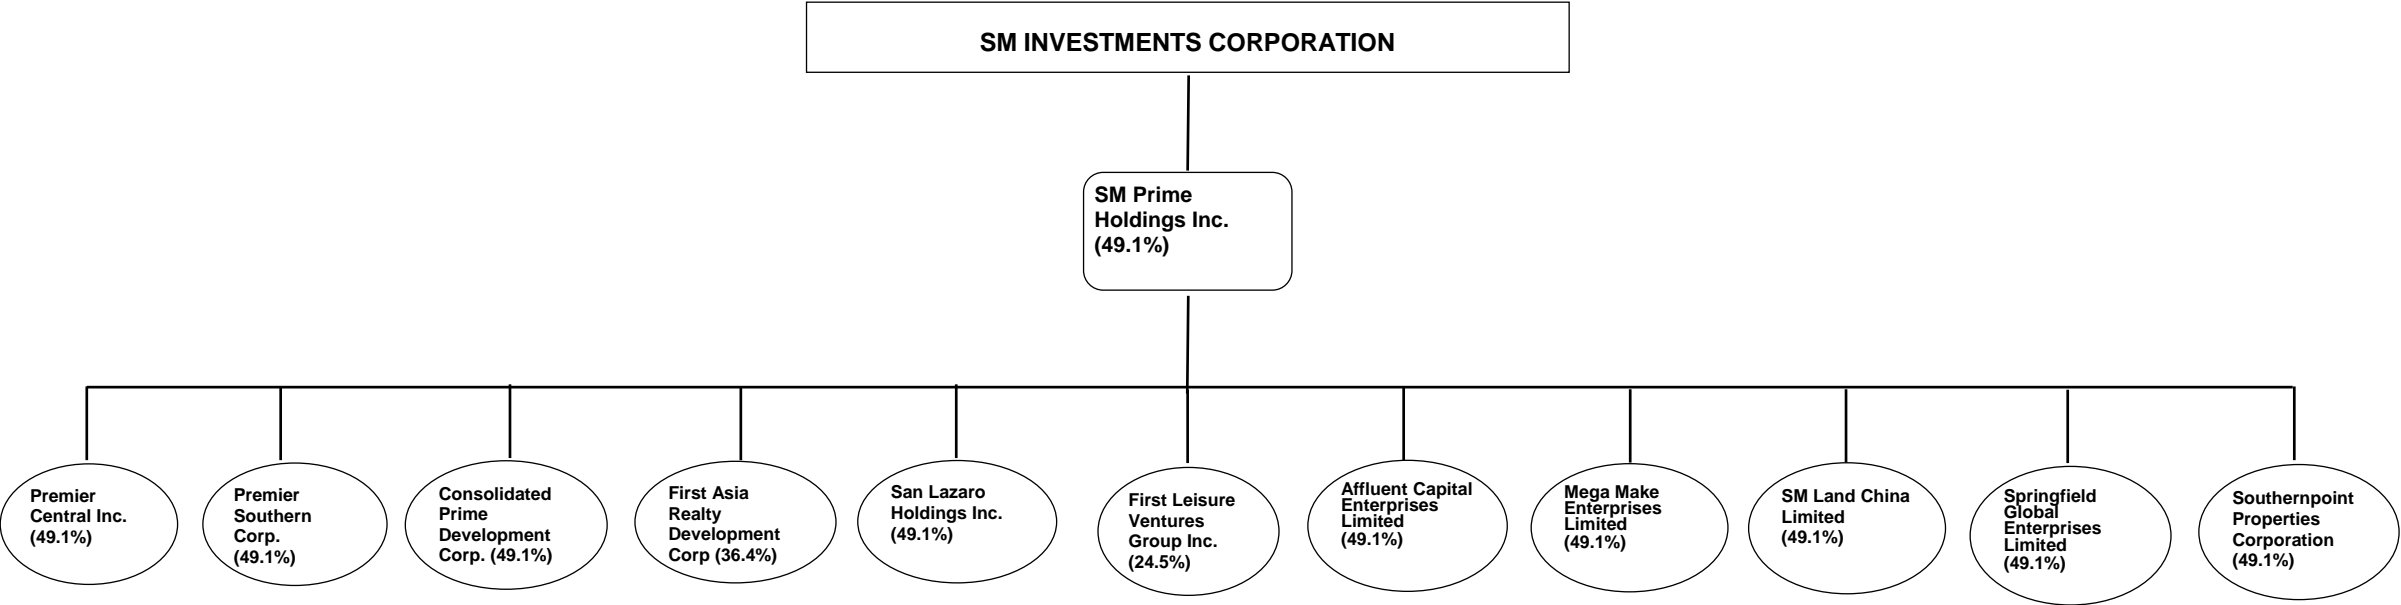 SM INVESTMENTS CORPORATION
SM Prime
Holdings Inc.
(49.1%)
Premier
Central Inc.
(49.1%)
Premier
Southern
Corp.
(49.1%)
Consolidated
Prime
Development
Corp. (49.1%)
First Asia
Realty
Development
Corp (36.4%)
San Lazaro
Holdings Inc.
(49.1%)
First Leisure
Ventures
Group Inc.
(24.5%)
Affluent Capital
Enterprises
Limited
(49.1%)
Mega Make
Enterprises
Limited
(49.1%)
SM Land China
Limited
(49.1%)
Springfield
Global
Enterprises
Limited
(49.1%)
Southernpoint
Properties
Corporation
(49.1%)